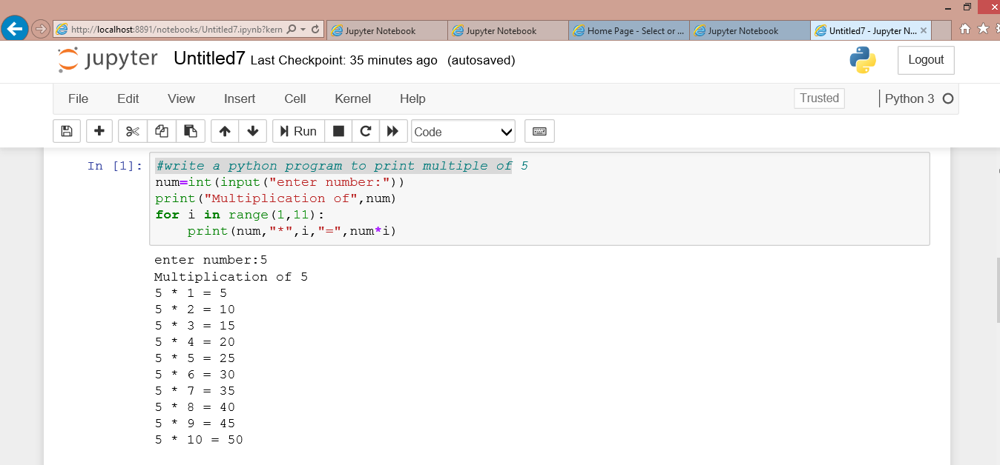 http://localhost:8891/notebooks/Untitled7.ipynb?kern
Jupyter Notebook
Jupyter Notebook
Home Page - Select or ...
Jupyter Notebook
Untitled7 - Jupyter N...
jupyter Untitled7 Last Checkpoint: 35 minutes ago (autosaved)
Logout
File Edit View Insert Cell Kernel Help
Trusted
Python 3
Run
Code
In [1]:
#write a python program to print multiple of 5
num=int(input("enter number:"))
print("Multiplication of",num)
for i in range(1,11):
    print(num,"*",i,"=",num*i)
enter number:5
Multiplication of 5
5 * 1 = 5
5 * 2 = 10
5 * 3 = 15
5 * 4 = 20
5 * 5 = 25
5 * 6 = 30
5 * 7 = 35
5 * 8 = 40
5 * 9 = 45
5 * 10 = 50